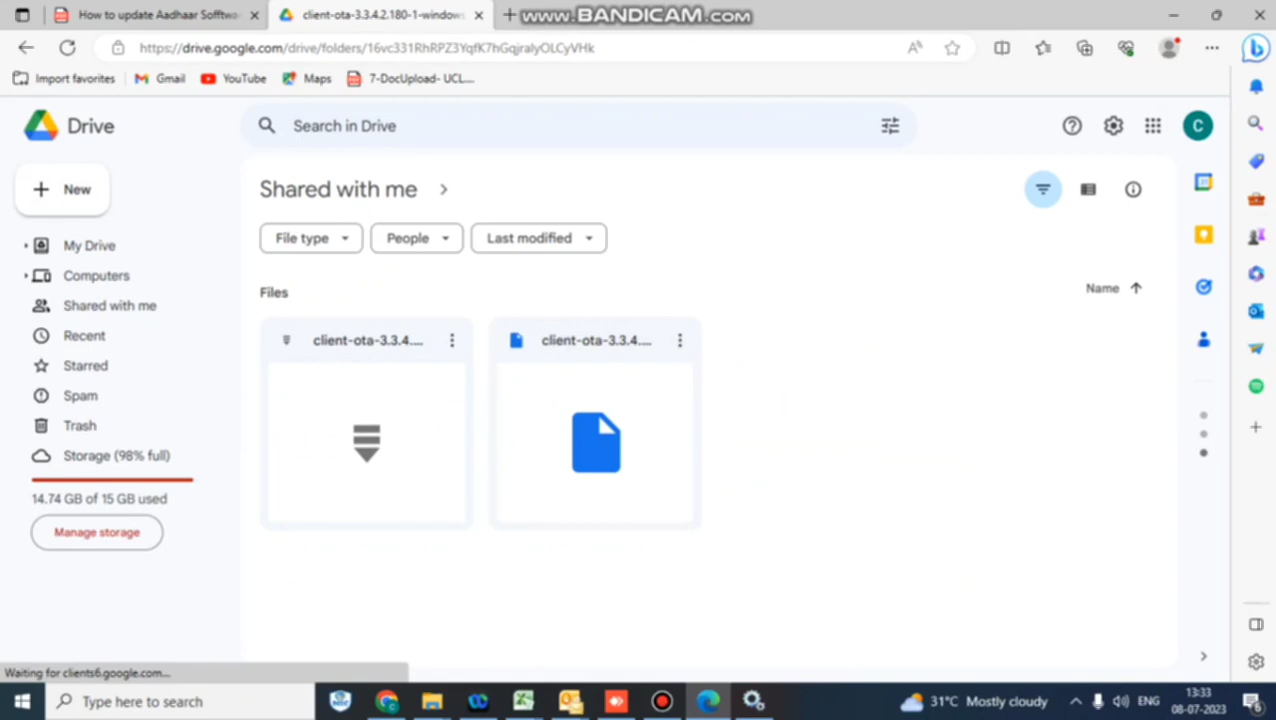 How to update Aadhaar Sofftwa
client-ota-3.3.4.2.180-1-windows
www.BANDICAM.com
https://drive.google.com/drive/folders/16vc331RhRPZ3YqfK7hGqjralyOLCyVHk
Import favorites
Gmail
YouTube
Maps
7-DocUpload- UCL...
Drive
Search in Drive
C
New
Shared with me
File type
People
Last modified
My Drive
Computers
Shared with me
Recent
Starred
Spam
Trash
Storage (98% full)
14.74 GB of 15 GB used
Manage storage
Files
Name
client-ota-3.3.4....
client-ota-3.3.4....
Waiting for clients6.google.com...
Type here to search
31°C Mostly cloudy
ENG
13:33
08-07-2023